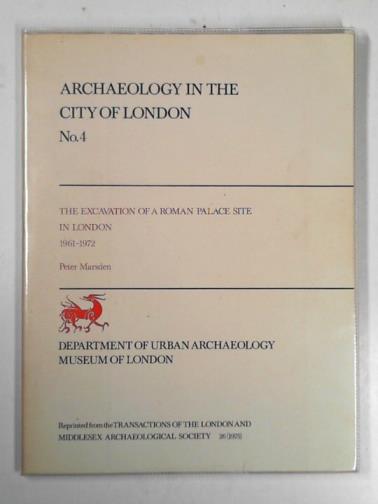 ARCHAEOLOGY IN THE
CITY OF LONDON
No. 4
THE EXCAVATION OF A ROMAN PALACE SITE
IN LONDON
1961-1972
Peter Marsden
DEPARTMENT OF URBAN ARCHAEOLOGY
MUSEUM OF LONDON
Reprinted from the TRANSACTIONS OF THE LONDON AND
MIDDLESEX ARCHAEOLOGICAL SOCIETY 26 (1975)